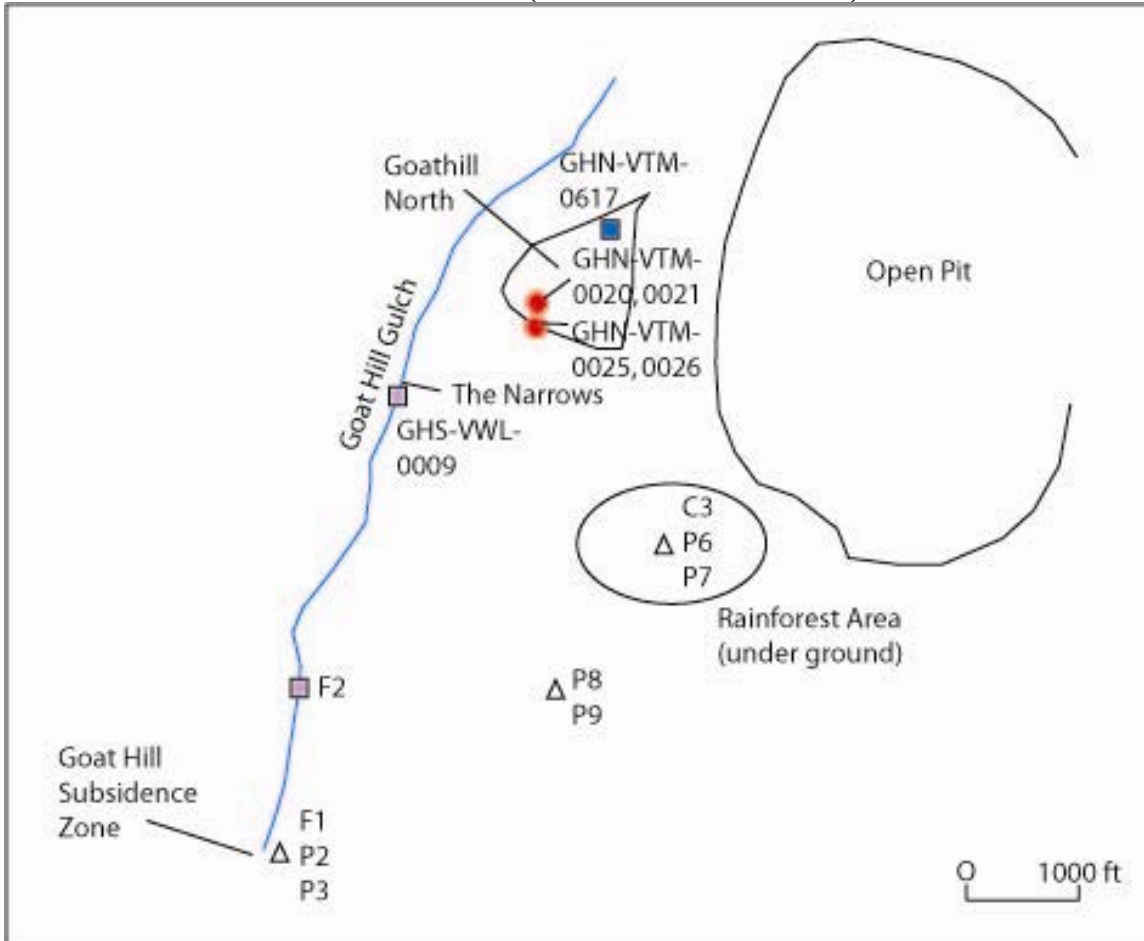 Goathill
North
GHN-VTM-
0617
GHN-VTM-
0020, 0021
GHN-VTM-
0025, 0026
Open Pit
Goat Hill Gulch
The Narrows
GHS-VWL-
0009
C3
P6
P7
Rainforest Area
(under ground)
F2
P8
P9
Goat Hill
Subsidence
Zone
F1
P2
P3
O 1000 ft